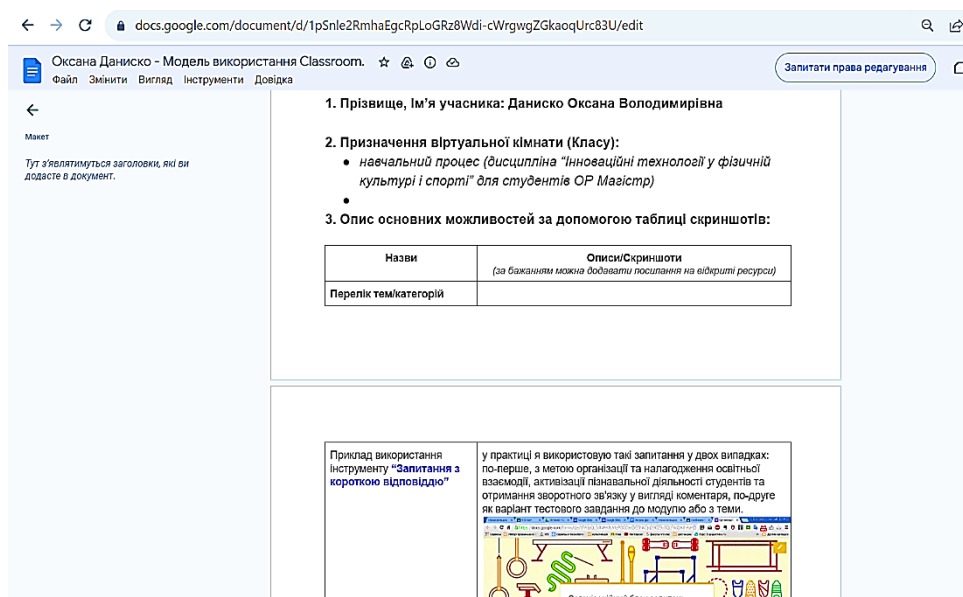 docs.google.com/document/d/1pSnle2RmhaEgcRpLoGRz8Wdi-cWrgwgZGkaoqUrc83U/edit
Оксана Даниско - Модель використання Classroom.
Файл Змінити Вигляд Інструменти Довідка
Запитати права редагування
Макет
Тут з'являтимуться заголовки, які ви
додасте в документ.
1. Прізвище, Ім'я учасника: Даниско Оксана Володимирівна
2. Призначення віртуальної кімнати (Класу):
● навчальний процес (дисципліна “Інноваційні технології у фізичній
культурі і спорті” для студентів ОР Магістр)
●
3. Опис основних можливостей за допомогою таблиці скриншотів:
Назви
Описи/Скриншоти
(за бажанням можна додавати посилання на відкриті ресурси)
Перелік тем/категорій
Приклад використання
інструменту “Запитання з
короткою відповіддю”
у практиці я використовую такі запитання у двох випадках:
по-перше, з метою організації та налагодження освітньої
взаємодії, активізації пізнавальної діяльності студентів та
отримання зворотного зв'язку у вигляді коментаря, по-друге
як варіант тестового завдання до модулю або з теми.